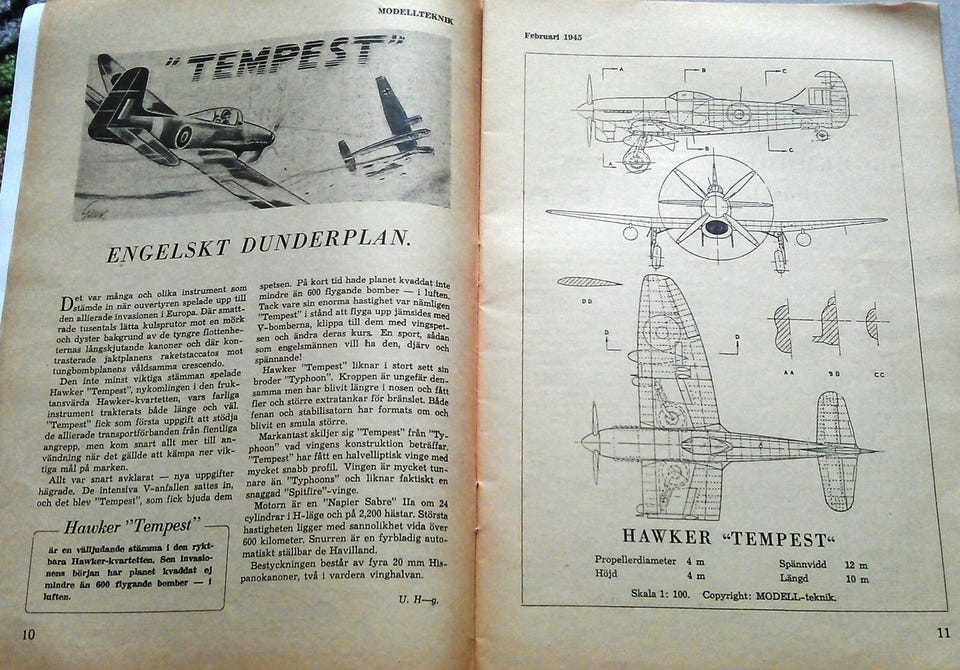 MODELLTEKNIK
"TEMPEST"
ENGELSKT DUNDERPLAN.
Det var många och olika instrument som
stämde in när ouvertyren spelade upp till
den allierade invasionen i Europa. Där smatt-
rade tusentals lätta kulsprutor mot en mörk
och dyster bakgrund av de tyngre flottenhe-
ternas långskjutande kanoner och där kon-
trasterade jaktplanens raketstaccatos mot
tungbombplanens våldsamma crescendo.
Den inte minst viktiga stämman spelade
Hawker "Tempest", nykomlingen i den fruk-
tansvärda Hawker-kvartetten, vars farliga
instrument trakterats både länge och väl.
"Tempest" fick som första uppgift att stödja
de allierade transportförbanden från fientliga
angrepp, men kom snart allt mer till an-
vändning när det gällde att kämpa ner vik-
tiga mål på marken.
Allt var snart avklarat — nya uppgifter
hägrade. De intensiva V-anfallen sattes in,
och det blev "Tempest", som fick bjuda dem
Hawker "Tempest"
är en välljudande stämma i den rykt-
bara Hawker-kvartetten. Sen invasio-
nens början har planet kvaddat ej
mindre än 600 flygande bomber — i
luften.
10
spetsen. På kort tid hade planet kvaddat inte
mindre än 600 flygande bomber — i luften.
Tack vare sin enorma hastighet var nämligen
"Tempest" i stånd att flyga upp jämsides med
V-bomberna, klippa till dem med vingspet-
sen och ändra deras kurs. En sport, sådan
som engelsmännen vill ha den, djärv och
spännande!
Hawker "Tempest" liknar i stort sett sin
broder "Typhoon". Kroppen är ungefär den-
samma men har blivit längre i nosen och fått
fler och större extratankar för bränslet. Både
fenan och stabilisatorn har formats om och
blivit en smula större.
Markantast skiljer sig "Tempest" från "Ty-
phoon" vad vingens konstruktion beträffar.
"Tempest" har fått en halvelliptisk vinge med
mycket snabb profil. Vingen är mycket tun-
nare än "Typhoons" och liknar faktiskt en
snaggad "Spitfire"-vinge.
Motorn är en "Napier Sabre" IIa om 24
cylindrar i H-läge och på 2,200 hästar. Största
hastigheten ligger med sannolikhet vida över
600 kilometer. Snurren är en fyrbladig auto-
matiskt ställbar de Havilland.
Bestyckningen består av fyra 20 mm His-
panokanoner, två i vardera vinghalvan.
U. H—g.
Februari 1945
A B C
A B C
D D
D D
A A B B C C
HAWKER "TEMPEST"
Propellerdiameter 4 m Spännvidd 12 m
Höjd 4 m Längd 10 m
Skala 1: 100. Copyright: MODELL-teknik.
11